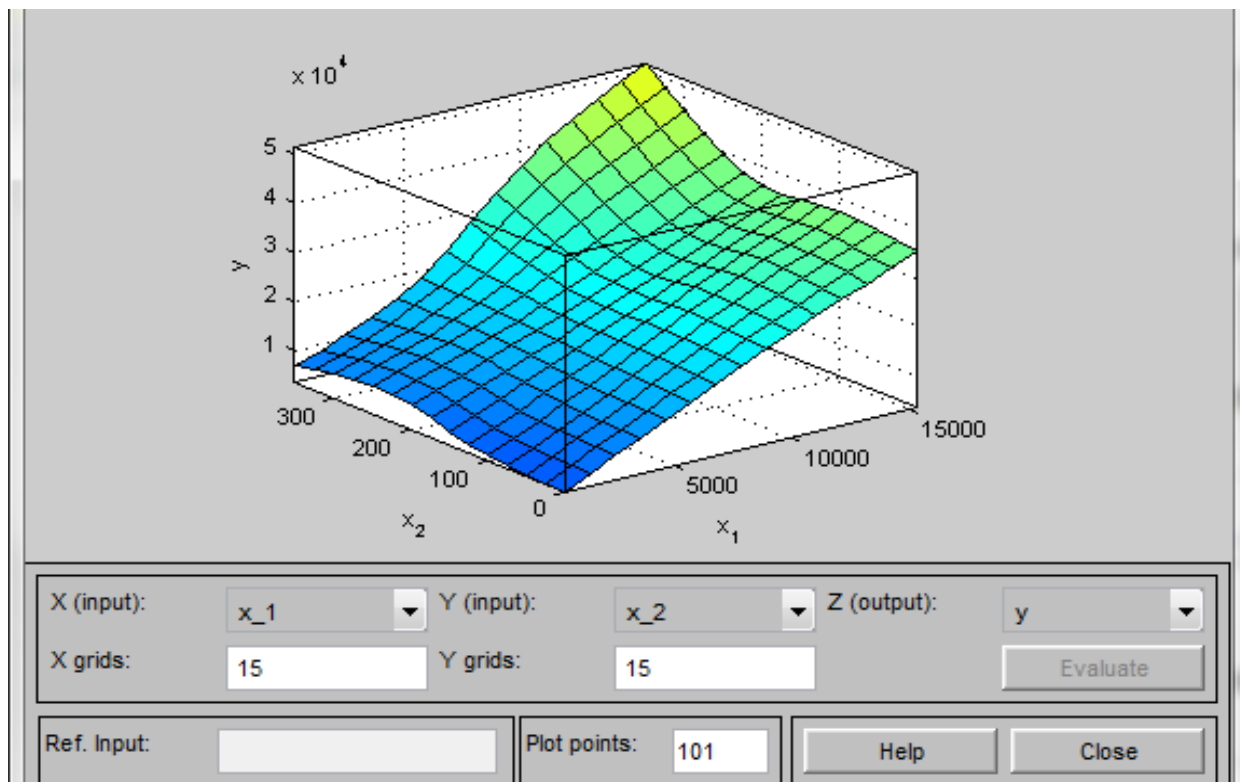 x 10⁴
5
4
3
2
1
y
300
200
100
0
x₂
5000
10000
15000
x₁
X (input): x_1 Y (input): x_2 Z (output): y
X grids: 15 Y grids: 15 Evaluate
Ref. Input: Plot points: 101 Help Close